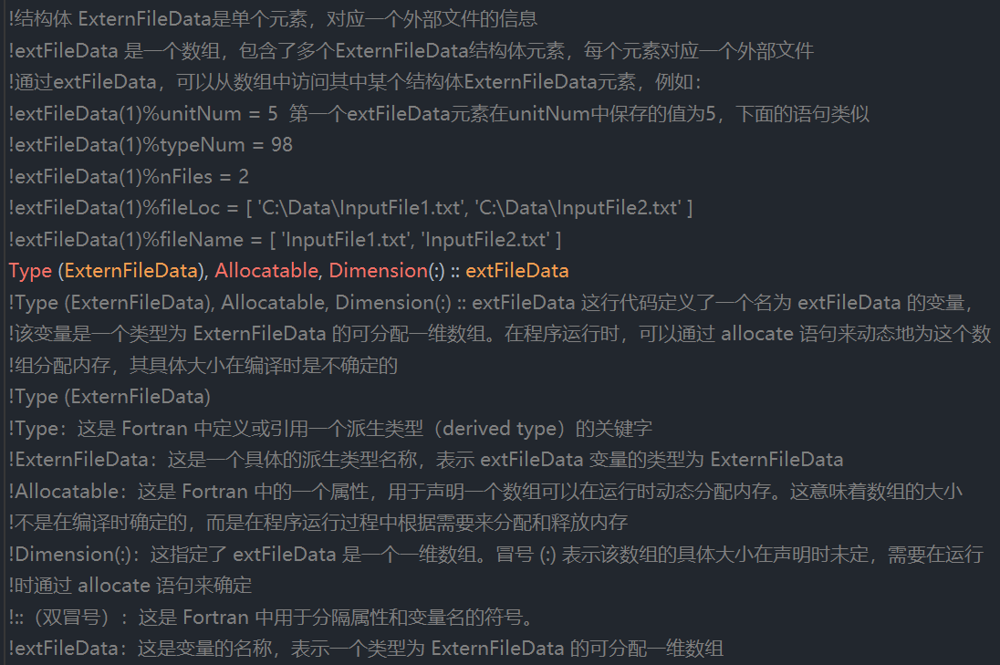 !结构体 ExternFileData是单个元素，对应一个外部文件的信息
!extFileData 是一个数组，包含了多个ExternFileData结构体元素，每个元素对应一个外部文件
!通过extFileData，可以从数组中访问其中某个结构体ExternFileData元素，例如：
!extFileData(1)%unitNum = 5  第一个extFileData元素在unitNum中保存的值为5，下面的语句类似
!extFileData(1)%typeNum = 98
!extFileData(1)%nFiles = 2
!extFileData(1)%fileLoc = [ 'C:\Data\InputFile1.txt', 'C:\Data\InputFile2.txt' ]
!extFileData(1)%fileName = [ 'InputFile1.txt', 'InputFile2.txt' ]
Type (ExternFileData), Allocatable, Dimension(:) :: extFileData
!Type (ExternFileData), Allocatable, Dimension(:) :: extFileData 这行代码定义了一个名为 extFileData 的变量，
!该变量是一个类型为 ExternFileData 的可分配一维数组。在程序运行时，可以通过 allocate 语句来动态地为这个数
!组分配内存，其具体大小在编译时是不确定的
!Type (ExternFileData)
!Type：这是 Fortran 中定义或引用一个派生类型（derived type）的关键字
!ExternFileData：这是一个具体的派生类型名称，表示 extFileData 变量的类型为 ExternFileData
!Allocatable：这是 Fortran 中的一个属性，用于声明一个数组可以在运行时动态分配内存。这意味着数组的大小
!不是在编译时确定的，而是在程序运行过程中根据需要来分配和释放内存
!Dimension(:)：这指定了 extFileData 是一个一维数组。冒号 (:) 表示该数组的具体大小在声明时未定，需要在运行
!时通过 allocate 语句来确定
!::（双冒号）：这是 Fortran 中用于分隔属性和变量名的符号。
!extFileData：这是变量的名称，表示一个类型为 ExternFileData 的可分配一维数组